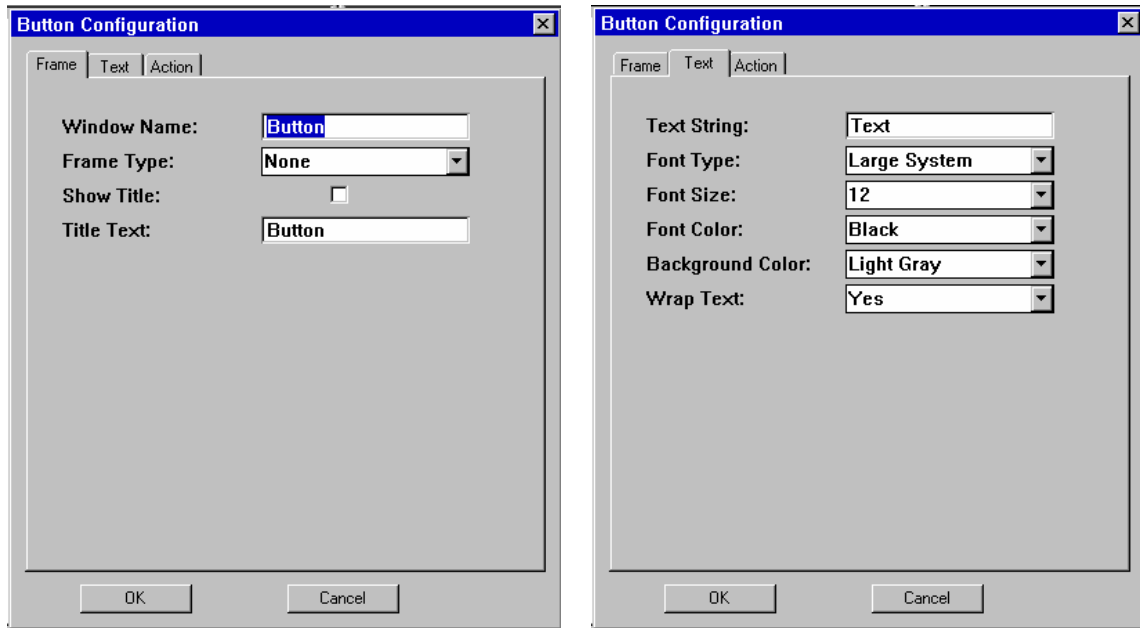 Button Configuration
Frame Text Action
Window Name: Button
Frame Type: None
Show Title:
Title Text: Button
OK Cancel
Button Configuration
Frame Text Action
Text String: Text
Font Type: Large System
Font Size: 12
Font Color: Black
Background Color: Light Gray
Wrap Text: Yes
OK Cancel